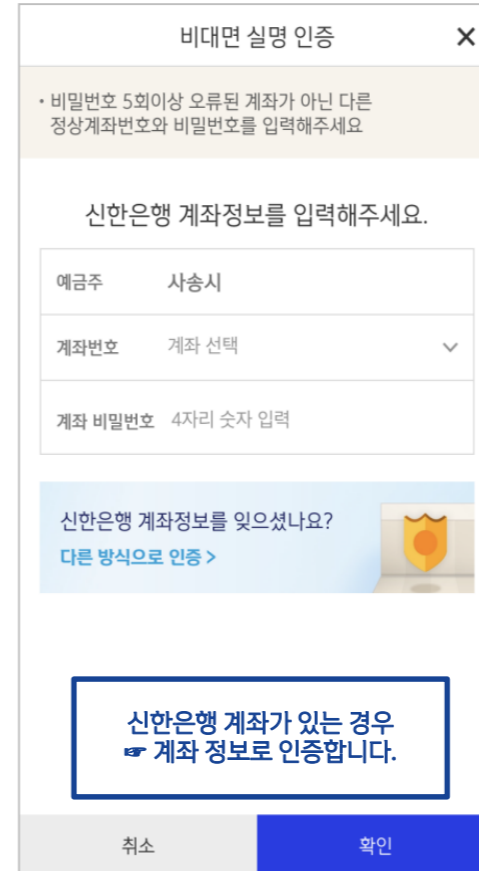 비대면 실명 인증
• 비밀번호 5회이상 오류된 계좌가 아닌 다른
정상계좌번호와 비밀번호를 입력해주세요
신한은행 계좌정보를 입력해주세요.
예금주 사송시
계좌번호 계좌 선택
계좌 비밀번호 4자리 숫자 입력
신한은행 계좌정보를 잊으셨나요?
다른 방식으로 인증 >
신한은행 계좌가 있는 경우
☞ 계좌 정보로 인증합니다.
취소 확인